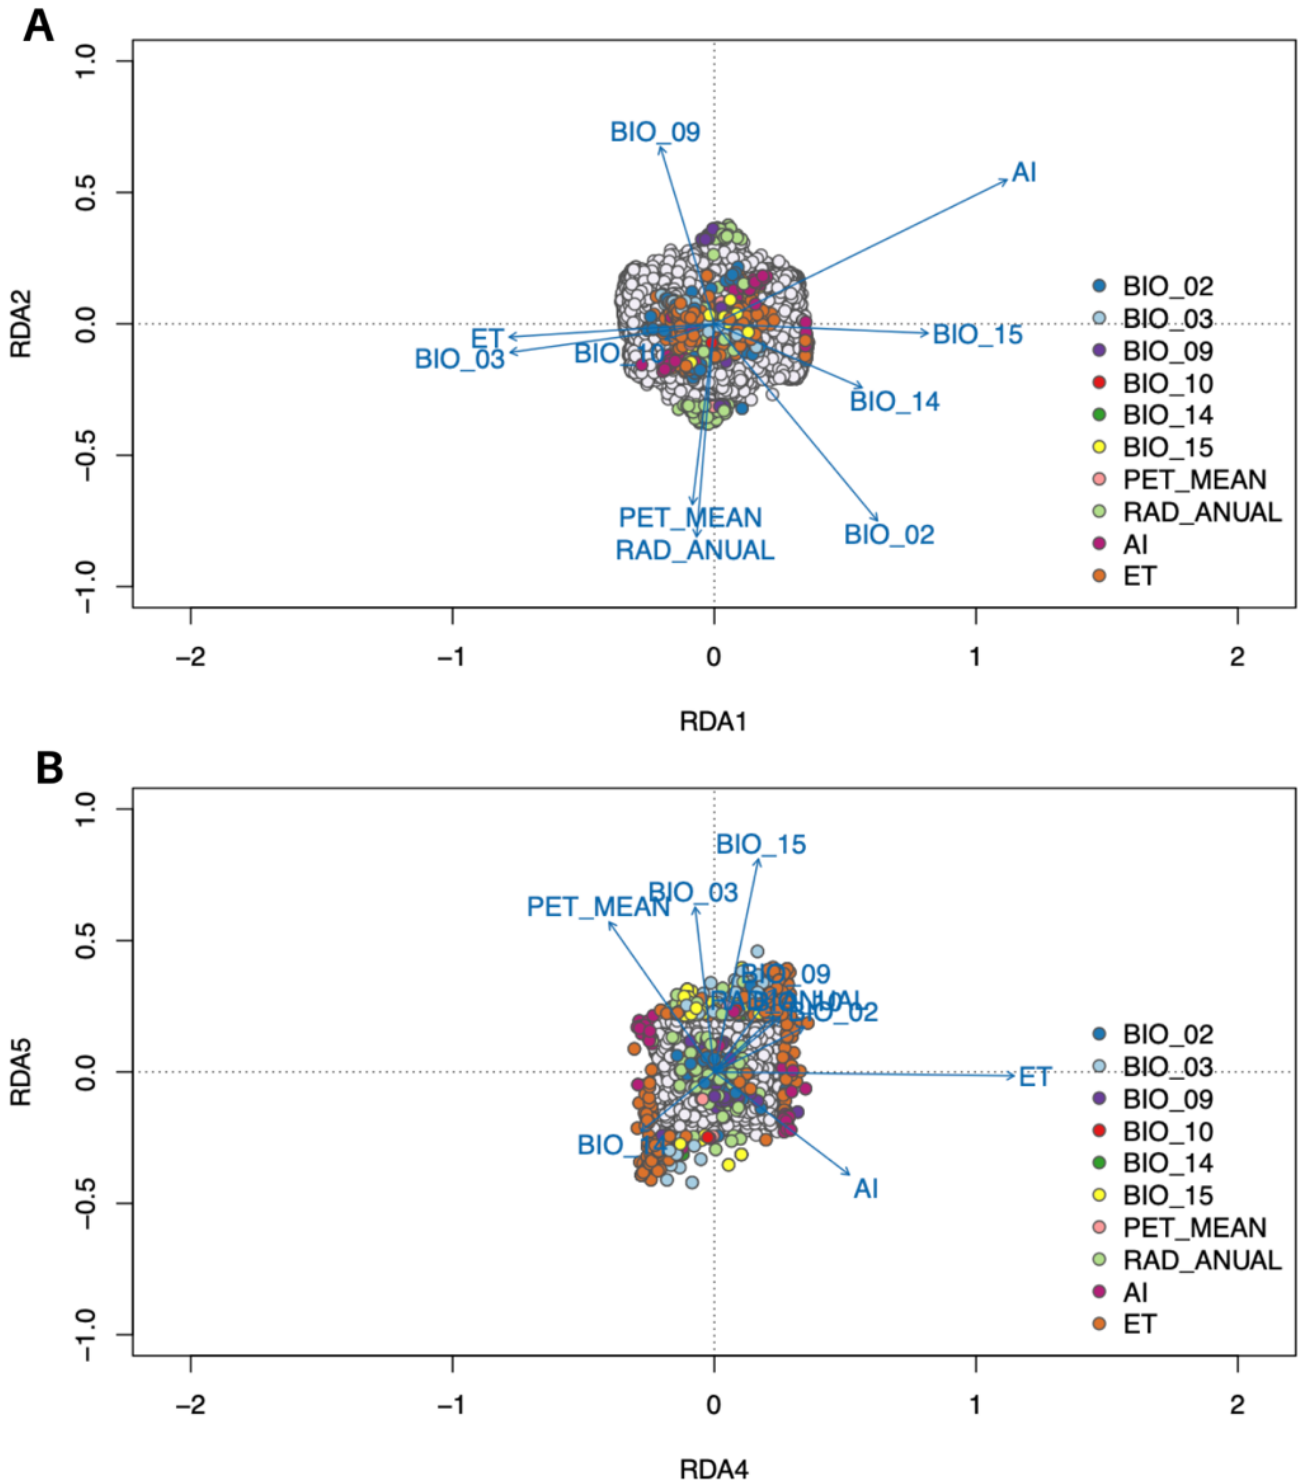 A
1.0
BIO_09
AI
0.5
BIO_02
RDA2
0.0
BIO_03
ET
BIO_15
BIO_03
BIO_10
BIO_09
BIO_10
BIO_14
BIO_14
−0.5
BIO_15
PET_MEAN
PET_MEAN
RAD_ANUAL
BIO_02
RAD_ANUAL
AI
−1.0
ET
−2 −1 0 1 2
RDA1
B
1.0
BIO_15
BIO_03
PET_MEAN
0.5
BIO_09
RAD_ANUAL
BIO_02
BIO_02
RDA5
0.0
BIO_03
ET
BIO_09
BIO_10
BIO_14
AI
−0.5
BIO_15
PET_MEAN
RAD_ANUAL
AI
−1.0
ET
−2 −1 0 1 2
RDA4